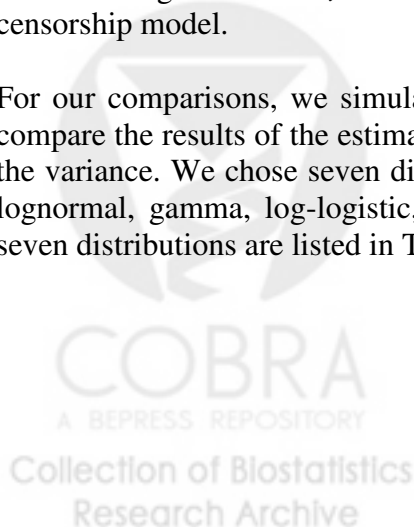 censorship model.
For our comparisons, we simula
compare the results of the estima
the variance. We chose seven di
lognormal, gamma, log-logistic,
seven distributions are listed in T
COBRA
A BEPRESS REPOSITORY
Collection of Biostatistics
Research Archive